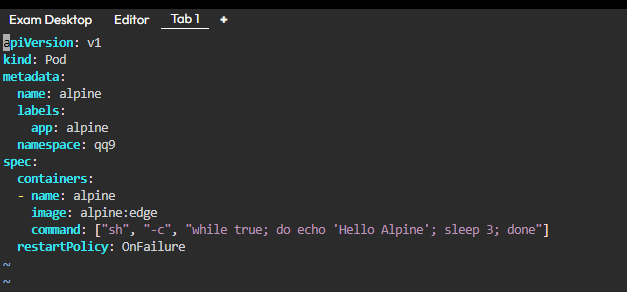 Exam Desktop Editor Tab 1 +
apiVersion: v1
kind: Pod
metadata:
  name: alpine
  labels:
    app: alpine
  namespace: qq9
spec:
  containers:
  - name: alpine
    image: alpine:edge
    command: ["sh", "-c", "while true; do echo 'Hello Alpine'; sleep 3; done"]
  restartPolicy: OnFailure
~
~